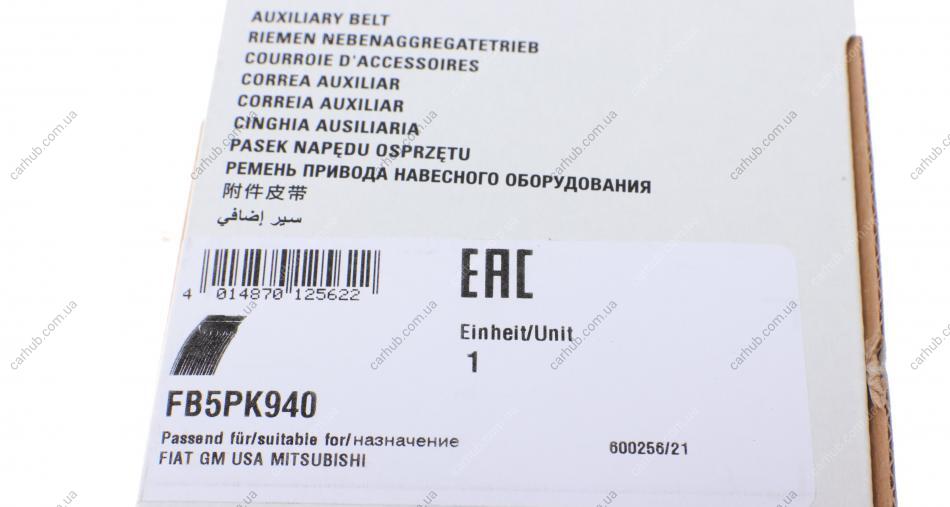 AUXILIARY BELT
RIEMEN NEBENAGGREGATETRIEB
COURROIE D'ACCESSOIRES
CORREA AUXILIAR
CORREIA AUXILIAR
CINGHIA AUSILIARIA
PASEK NAPĘDU OSPRZĘTU
РЕМЕНЬ ПРИВОДА НАВЕСНОГО ОБОРУДОВАНИЯ
附件皮带
سير إضافي
EAC
4 014870 125622
Einheit/Unit
1
FB5PK940
Passend für/suitable for/назначение
FIAT GM USA MITSUBISHI
600256/21
carhub.com.ua